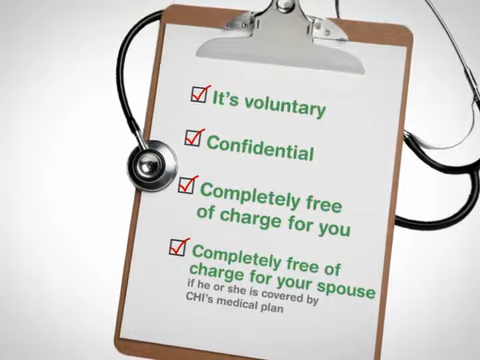 It's voluntary
Confidential
Completely free
of charge for you
Completely free of
charge for your spouse
if he or she is covered by
CHI's medical plan